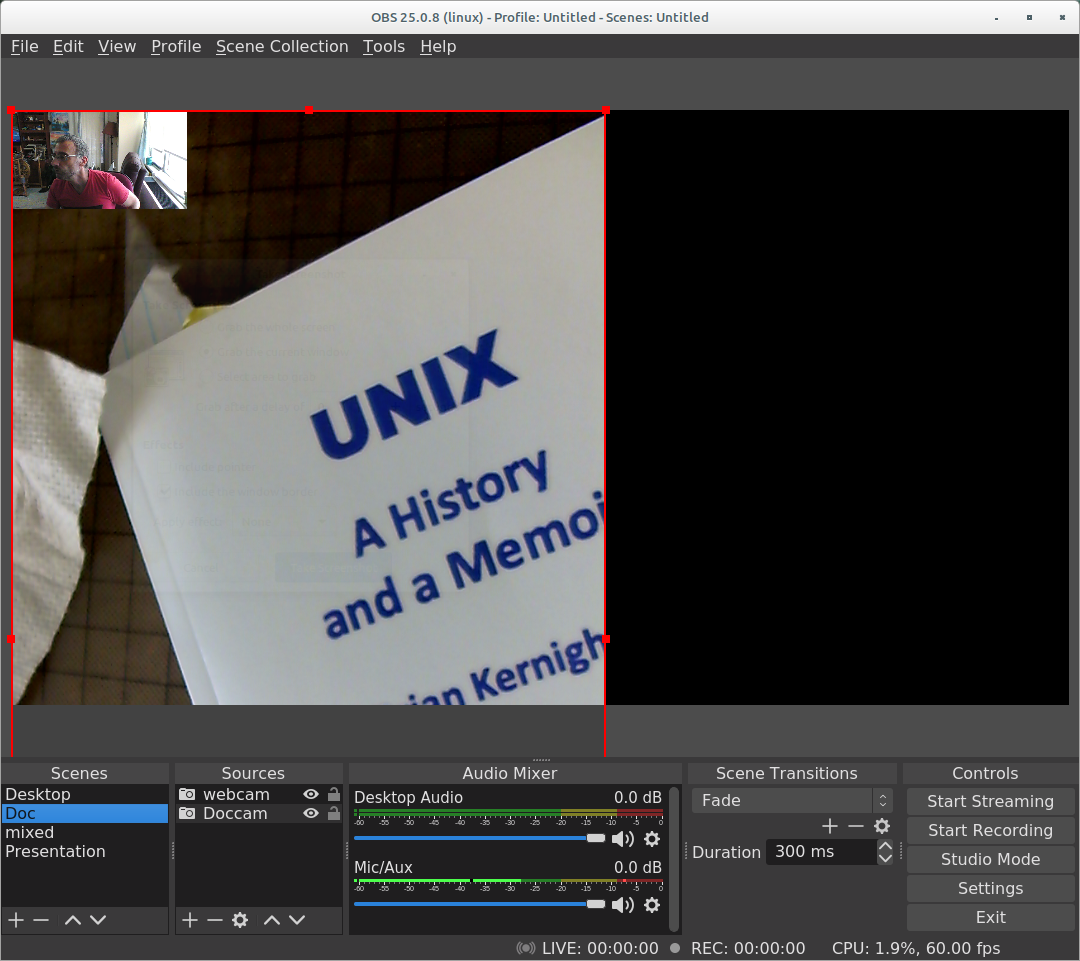 OBS 25.0.8 (linux) - Profile: Untitled - Scenes: Untitled
File Edit View Profile Scene Collection Tools Help
UNIX
A History
and a Memoi
ian Kernigh
Scenes
Desktop
Doc
mixed
Presentation
Sources
webcam
Doccam
Audio Mixer
Desktop Audio 0.0 dB
-60 -55 -50 -45 -40 -35 -30 -25 -20 -15 -10 -5 0
Mic/Aux 0.0 dB
-60 -55 -50 -45 -40 -35 -30 -25 -20 -15 -10 -5 0
Scene Transitions
Fade
Duration 300 ms
Controls
Start Streaming
Start Recording
Studio Mode
Settings
Exit
LIVE: 00:00:00 REC: 00:00:00 CPU: 1.9%, 60.00 fps